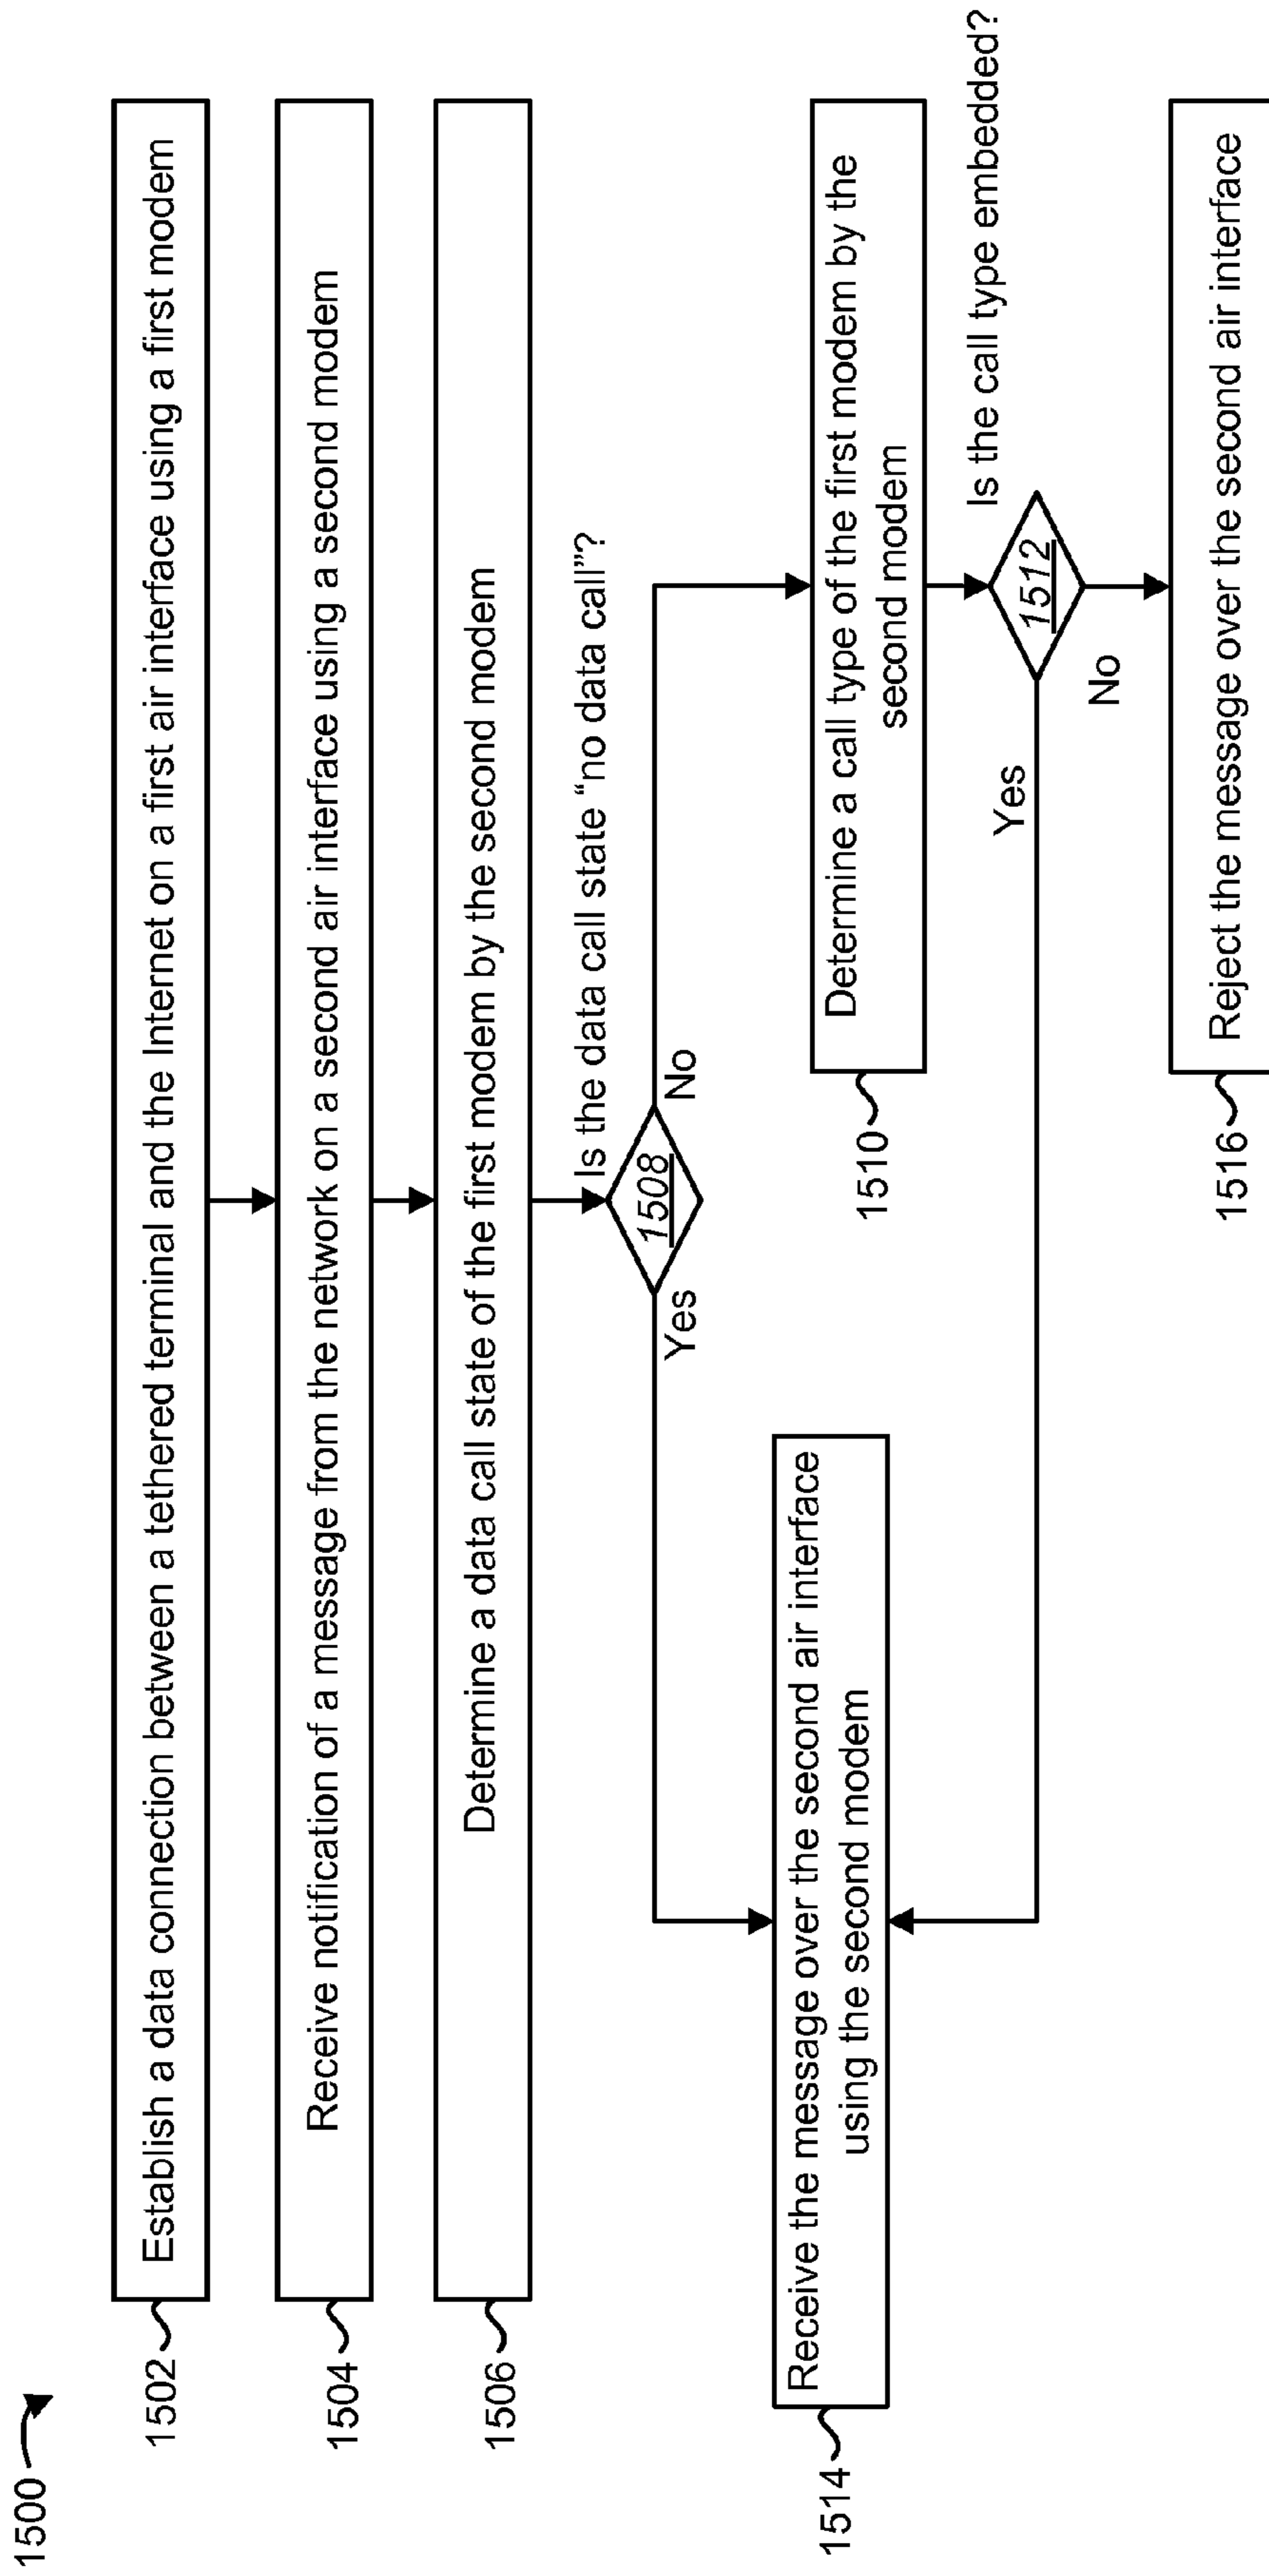 1500
1502
Establish a data connection between a tethered terminal and the Internet on a first air interface using a first modem
1504
Receive notification of a message from the network on a second air interface using a second modem
1506
Determine a data call state of the first modem by the second modem
Is the data call state “no data call”?
1508
Yes
No
1514
Receive the message over the second air interface
using the second modem
1510
Determine a call type of the first modem by the
second modem
Is the call type embedded?
1512
Yes
No
1516
Reject the message over the second air interface